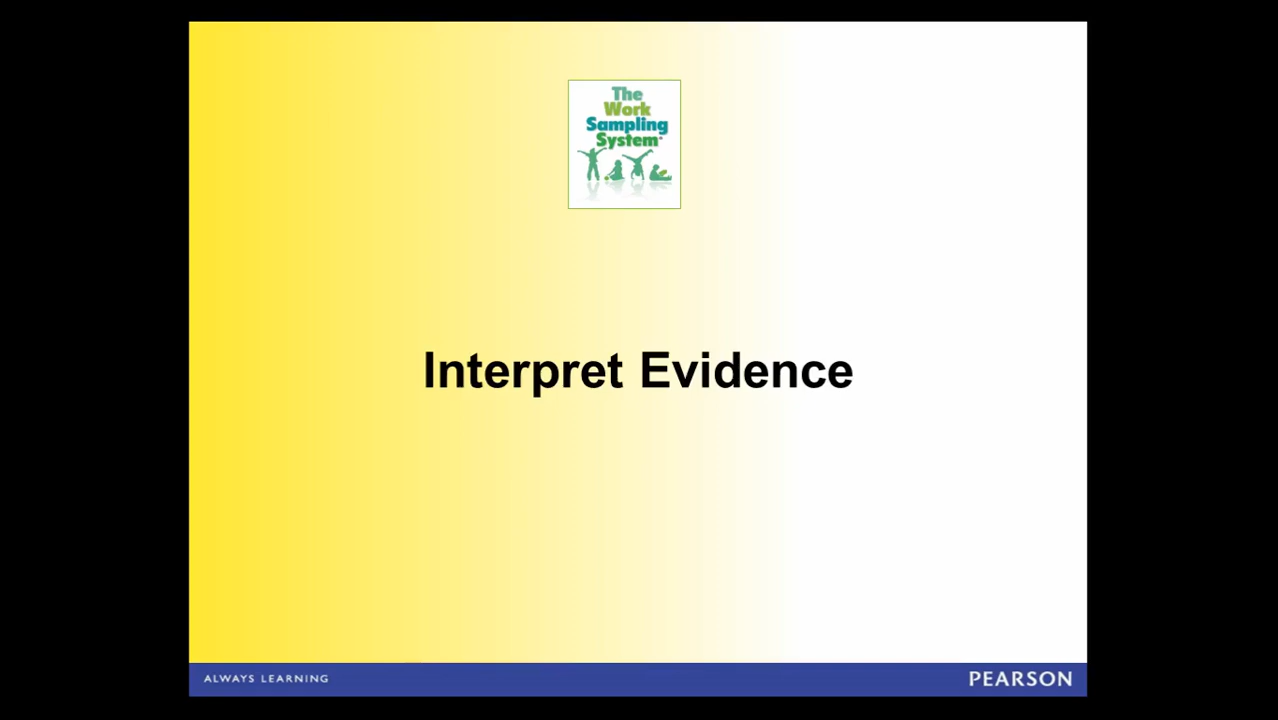 The
Work
Sampling
System
Interpret Evidence
ALWAYS LEARNING
PEARSON